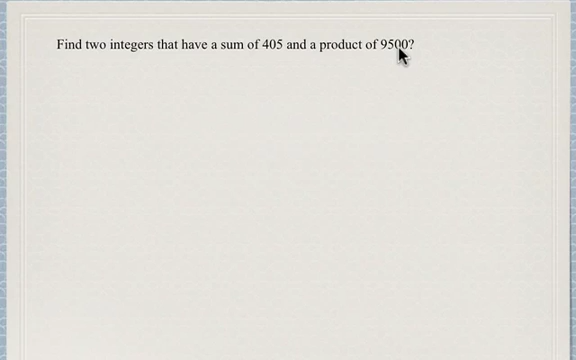 Find two integers that have a sum of 405 and a product of 9500?